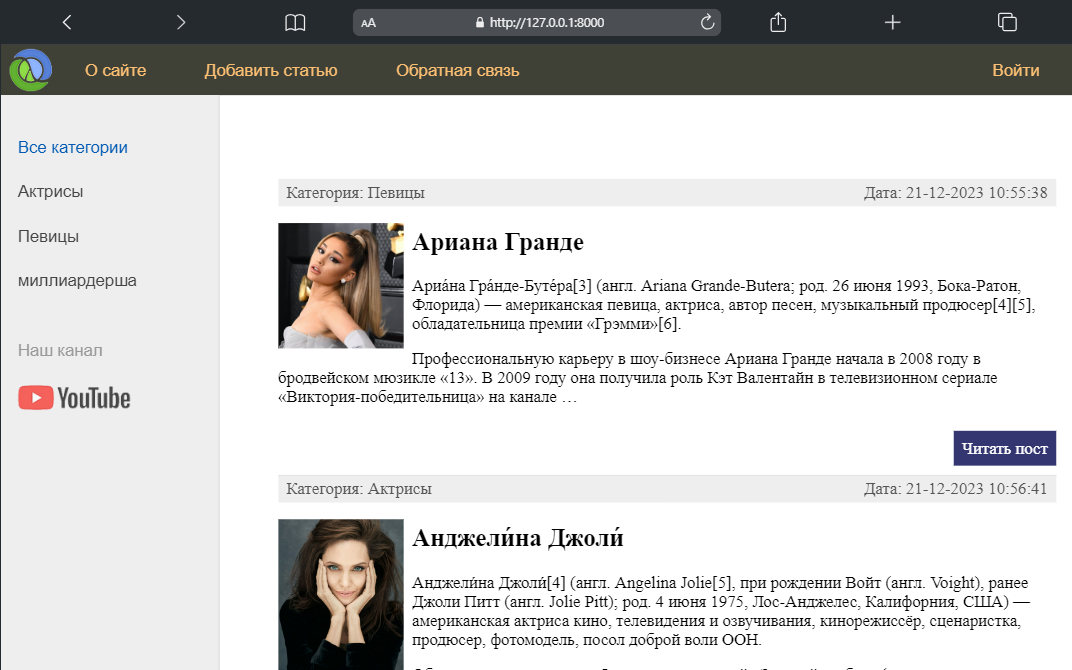 AA http://127.0.0.1:8000
О сайте Добавить статью Обратная связь Войти
Все категории
Актрисы
Певицы
миллиардерша
Наш канал
YouTube
Категория: Певицы Дата: 21-12-2023 10:55:38
Ариана Гранде
Ариа́на Гра́нде-Буте́ра[3] (англ. Ariana Grande-Butera; род. 26 июня 1993, Бока-Ратон,
Флорида) — американская певица, актриса, автор песен, музыкальный продюсер[4][5],
обладательница премии «Грэмми»[6].
Профессиональную карьеру в шоу-бизнесе Ариана Гранде начала в 2008 году в
бродвейском мюзикле «13». В 2009 году она получила роль Кэт Валентайн в телевизионном сериале
«Виктория-победительница» на канале …
Читать пост
Категория: Актрисы Дата: 21-12-2023 10:56:41
Анджели́на Джоли́
Анджели́на Джоли́[4] (англ. Angelina Jolie[5], при рождении Войт (англ. Voight), ранее
Джоли Питт (англ. Jolie Pitt); род. 4 июня 1975, Лос-Анджелес, Калифорния, США) —
американская актриса кино, телевидения и озвучивания, кинорежиссёр, сценаристка,
продюсер, фотомодель, посол доброй воли ООН.